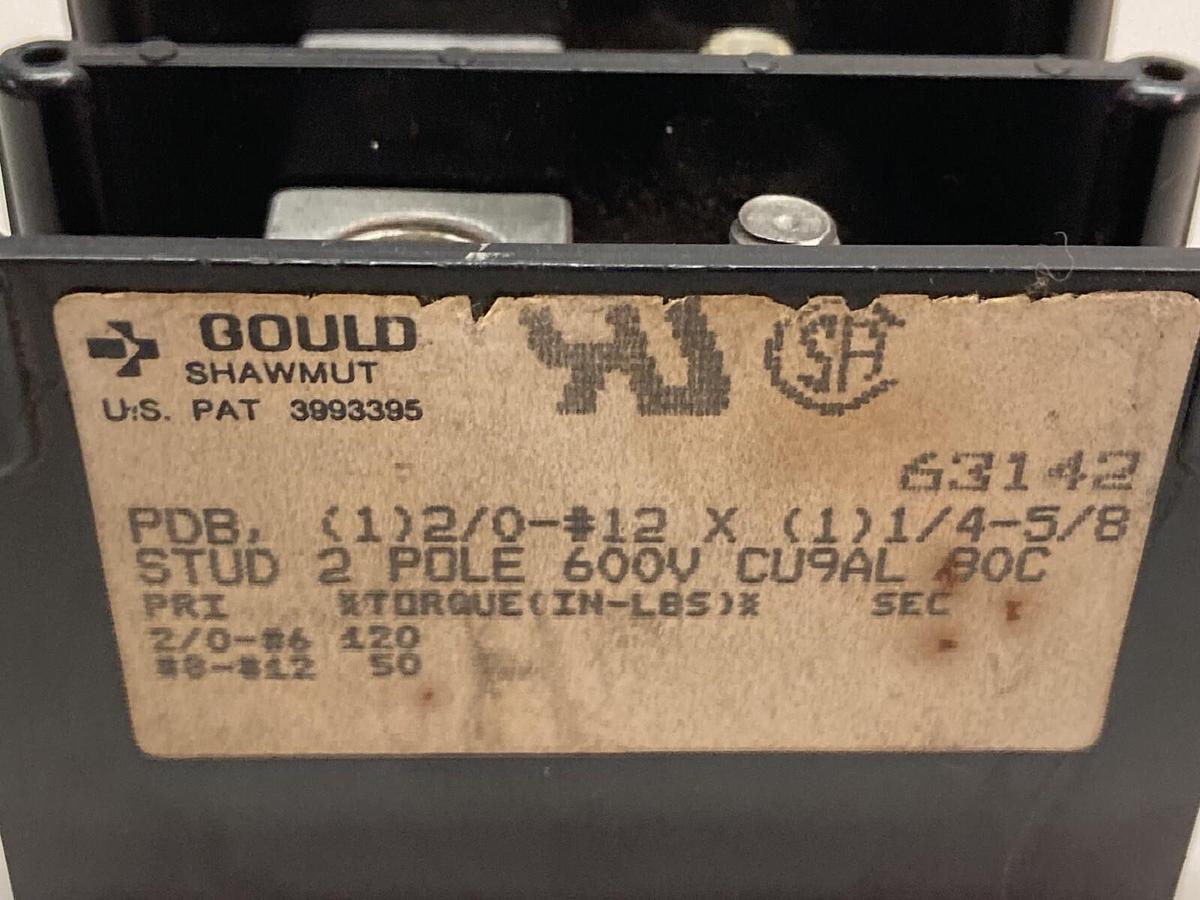 GOULD
SHAWMUT
U.S. PAT 3993395
63142
PDB, (1)2/0-#12 X (1)1/4-5/8
STUD 2 POLE 600V CU9AL 90C
PRI *TORQUE(IN-LBS)* SEC
2/0-#6 120
#8-#12 50